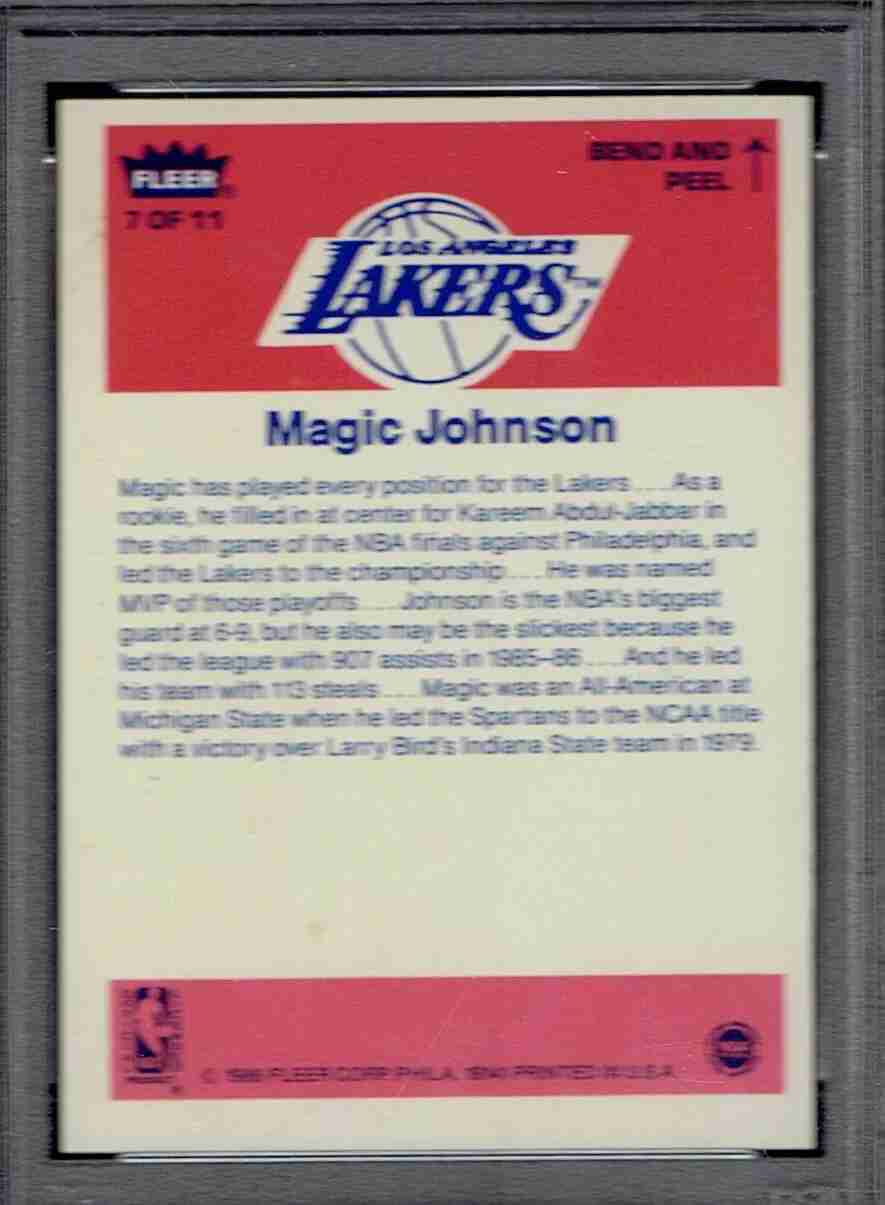 FLEER®
7 OF 11
BEND AND
PEEL
LOS ANGELES
LAKERS™
Magic Johnson
Magic has played every position for the Lakers . . . As a
rookie, he filled in at center for Kareem Abdul-Jabbar in
the sixth game of the NBA finals against Philadelphia, and
led the Lakers to the championship . . . He was named
MVP of those playoffs . . . Johnson is the NBA's biggest
guard at 6-9, but he also may be the slickest because he
led the league with 907 assists in 1985–86 . . . And he led
his team with 113 steals . . . Magic was an All-American at
Michigan State when he led the Spartans to the NCAA title
with a victory over Larry Bird's Indiana State team in 1979.
© 1986 FLEER CORP. PHILA. 19141 PRINTED IN U.S.A.